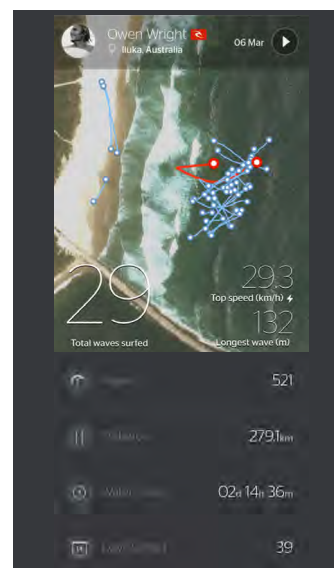 Owen Wright
Iluka, Australia
06 Mar
29
Total waves surfed
29.3
Top speed (km/h)
132
Longest wave (m)
521
Distance
279.1km
02d 14h 36m
39